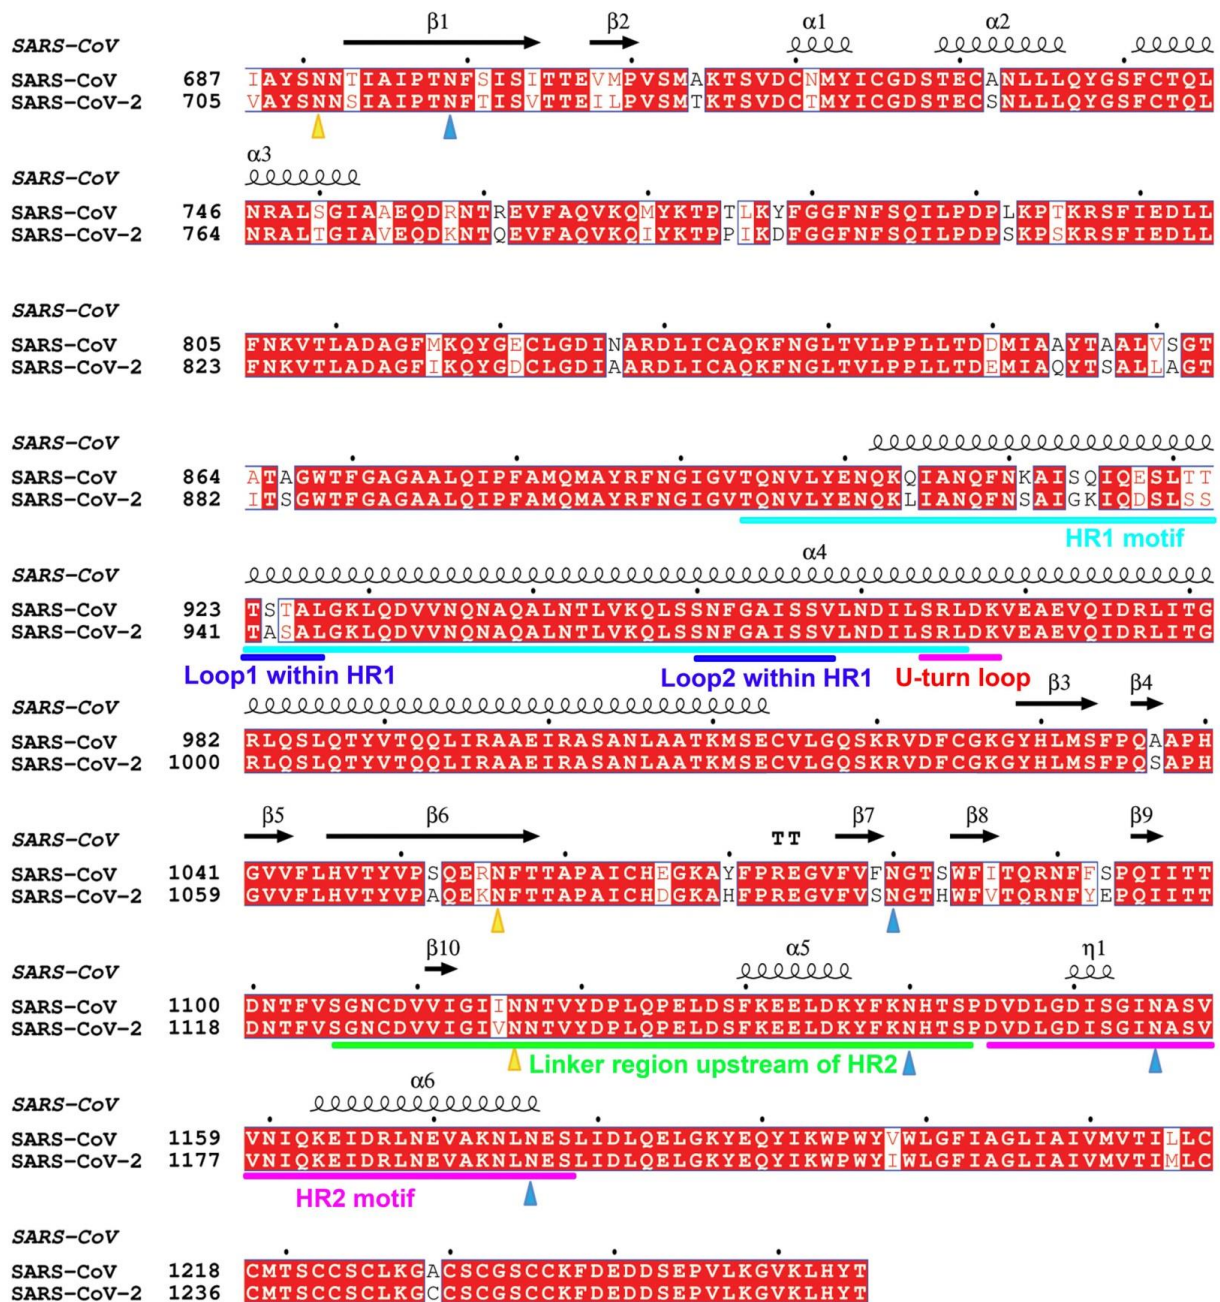 β1 β2 α1 α2
SARS-CoV
SARS-CoV 687 IAYSNNTIAIPTNFSISITTEVMPVSMAKTSVDCNMYICGDSTECANLLLQYGSFCTQL
SARS-CoV-2 705 VAYSNNSIAIPTNFTISVTTEILPVSMTKTSVDCTMYICGDSTECSNLLLQYGSFCTQL
α3
SARS-CoV
SARS-CoV 746 NRALSGIAAEQDRNTREVFAQVKQMYKTPTLKYFGGFNFSQILPDPLKPTKRSFIEDLL
SARS-CoV-2 764 NRALTGIAVEQDKNTQEVFAQVKQIYKTPPIKDFGGFNFSQILPDPSKPSKRSFIEDLL
SARS-CoV
SARS-CoV 805 FNKVTLADAGFMKQYGECLGDINARDLICAQKFNGLTVLPPLLTDDMIAAYTAALVSGT
SARS-CoV-2 823 FNKVTLADAGFIKQYGDCLGDIAARDLICAQKFNGLTVLPPLLTDEMIAQYTSALLAGT
SARS-CoV
SARS-CoV 864 ATAGWTFGAGAALQIPFAMQMAYRFNGIGVTQNVLYENQKQIANQFNKAISQIQESLTT
SARS-CoV-2 882 ITSGWTFGAGAALQIPFAMQMAYRFNGIGVTQNVLYENQKLIANQFNSAIGKIQDSLSS
HR1 motif
α4
SARS-CoV
SARS-CoV 923 TSTALGKLQDVVNQNAQALNTLVKQLSSNFGAISSVLNDILSRLDKVEAEVQIDRLITG
SARS-CoV-2 941 TASALGKLQDVVNQNAQALNTLVKQLSSNFGAISSVLNDILSRLDKVEAEVQIDRLITG
Loop1 within HR1 Loop2 within HR1 U-turn loop
β3 β4
SARS-CoV
SARS-CoV 982 RLQSLQTYVTQQLIRAAEIRASANLAATKMSECVLGQSKRVDFCGKGYHLMSFPQAAPH
SARS-CoV-2 1000 RLQSLQTYVTQQLIRAAEIRASANLAATKMSECVLGQSKRVDFCGKGYHLMSFPQSAPH
β5 β6 β7 β8 β9
SARS-CoV TT
SARS-CoV 1041 GVVFLHVTYVPSQERNFTTAPAICHEGKAYFPREGVFVFNGTSWFITQRNFFSPQIITT
SARS-CoV-2 1059 GVVFLHVTYVPAQEKNFTTAPAICHDGKAHFPREGVFVSNGTHWFVTQRNFYEPQIITT
β10 α5 η1
SARS-CoV
SARS-CoV 1100 DNTFVSGNCDVVIGIINNTVYDPLQPELDSFKEELDKYFKNHTSPDVDLGDISGINASV
SARS-CoV-2 1118 DNTFVSGNCDVVIGIVNNTVYDPLQPELDSFKEELDKYFKNHTSPDVDLGDISGINASV
Linker region upstream of HR2
α6
SARS-CoV
SARS-CoV 1159 VNIQKEIDRLNEVAKNLNESLIDLQELGKYEQYIKWPWYVWLGFIAGLIAIVMVTILLC
SARS-CoV-2 1177 VNIQKEIDRLNEVAKNLNESLIDLQELGKYEQYIKWPWYIWLGFIAGLIAIVMVTIMLC
HR2 motif
SARS-CoV
SARS-CoV 1218 CMTSCCSCLKGACSCGSCCKFDEDDSEPVLKGVKLHYT
SARS-CoV-2 1236 CMTSCCSCLKGCCSCGSCCKFDEDDSEPVLKGVKLHYT